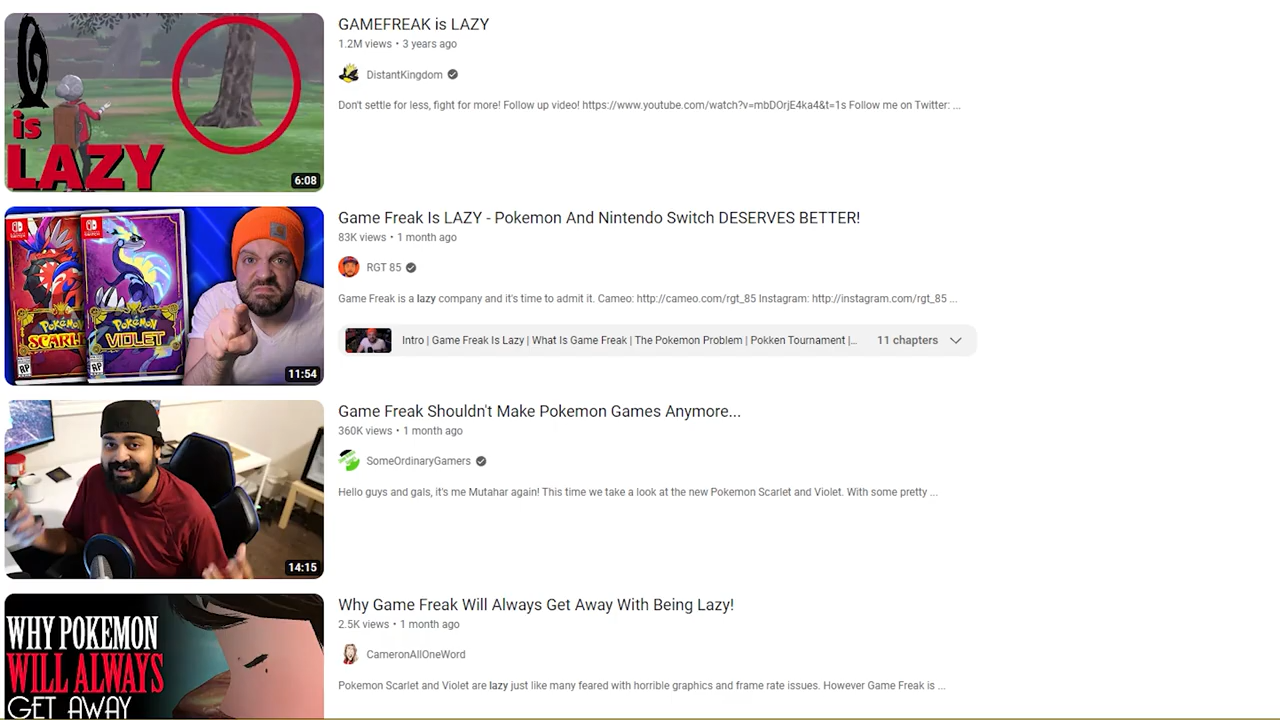 GAMEFREAK is LAZY
1.2M views • 3 years ago
DistantKingdom
Don't settle for less, fight for more! Follow up video! https://www.youtube.com/watch?v=mbDOrjE4ka4&t=1s Follow me on Twitter: ...
is
LAZY
6:08
Game Freak Is LAZY - Pokemon And Nintendo Switch DESERVES BETTER!
83K views • 1 month ago
RGT 85
Game Freak is a lazy company and it's time to admit it. Cameo: http://cameo.com/rgt_85 Instagram: http://instagram.com/rgt_85 ...
Intro | Game Freak Is Lazy | What Is Game Freak | The Pokemon Problem | Pokken Tournament |...
11 chapters
Pokémon
VIOLET
11:54
Game Freak Shouldn't Make Pokemon Games Anymore...
360K views • 1 month ago
SomeOrdinaryGamers
Hello guys and gals, it's me Mutahar again! This time we take a look at the new Pokemon Scarlet and Violet. With some pretty ...
14:15
Why Game Freak Will Always Get Away With Being Lazy!
2.5K views • 1 month ago
CameronAllOneWord
Pokemon Scarlet and Violet are lazy just like many feared with horrible graphics and frame rate issues. However Game Freak is ...
WHY POKEMON
WILL ALWAYS
GET AWAY